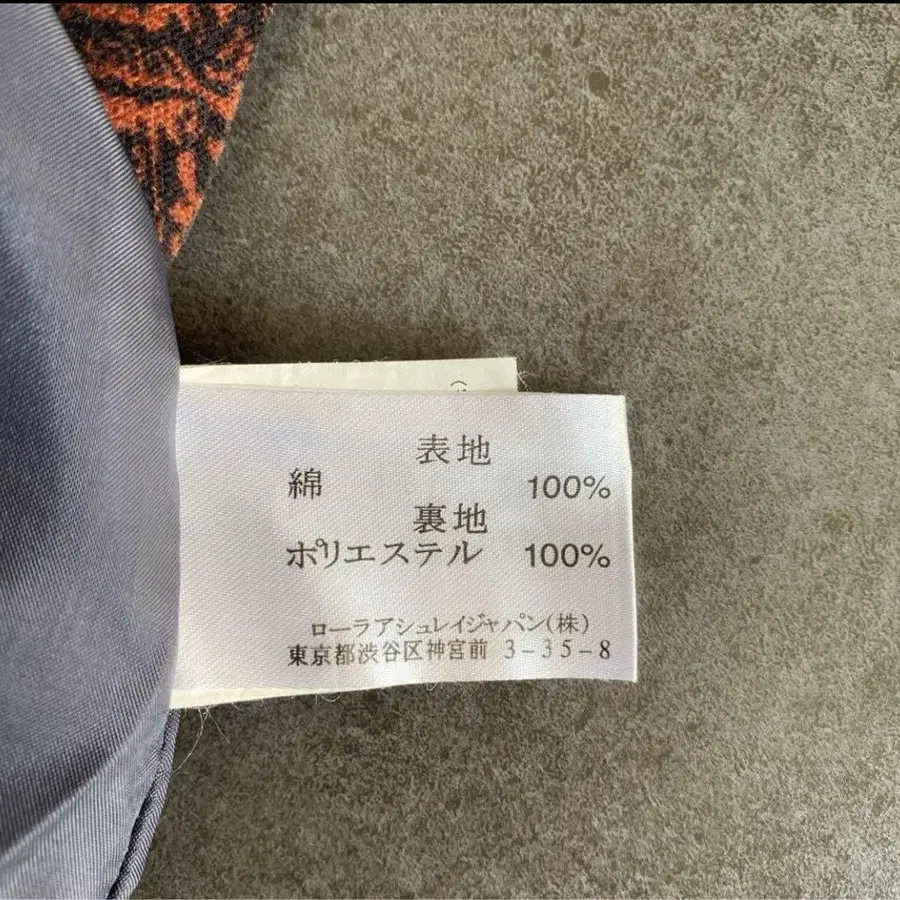 表地
綿 100%
裏地
ポリエステル 100%
ローラアシュレイジャパン(株)
東京都渋谷区神宮前 3-35-8